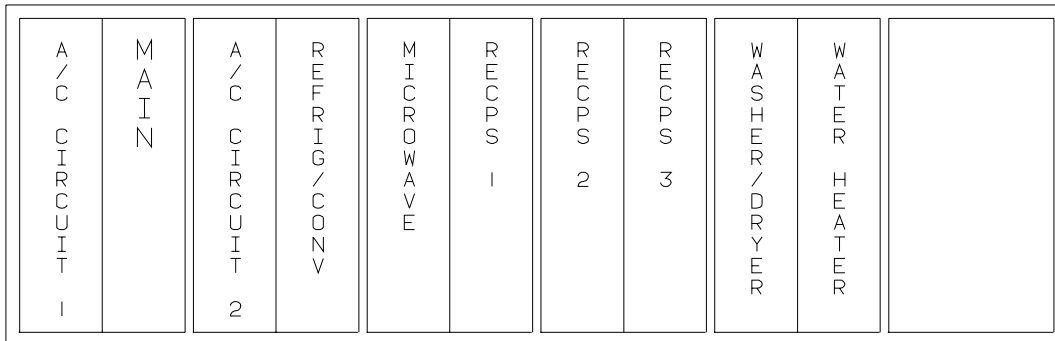 A/C CIRCUIT 1
MAIN
A/C CIRCUIT 2
REFRIG/CONV
MICROWAVE
RECPS 1
RECPS 2
RECPS 3
WASHER/DRYER
WATER HEATER